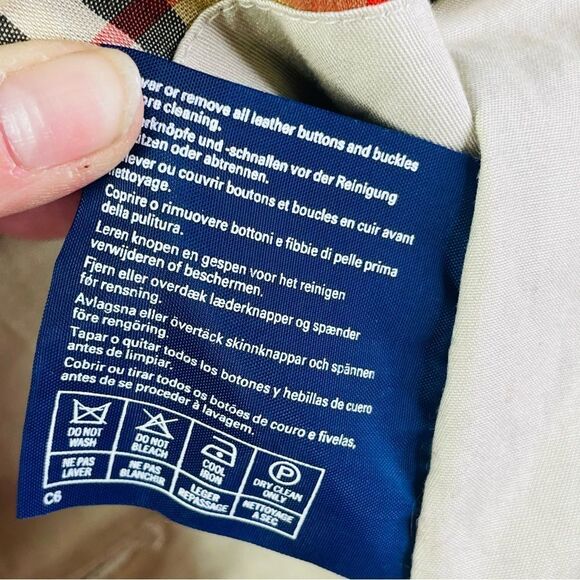 ver or remove all leather buttons and buckles
ore cleaning.
erknöpfe und -schnallen vor der Reinigung
ützen oder abtrennen.
lever ou couvrir boutons et boucles en cuir avant
ettoyage.
Coprire o rimuovere bottoni e fibbie di pelle prima
della pulitura.
Leren knopen en gespen voor het reinigen
verwijderen of beschermen.
Fjern eller overdæk læderknapper og spænder
før rensning.
Avlagsna eller övertäck skinnknappar och spännen
före rengöring.
Tapar o quitar todos los botones y hebillas de cuero
antes de limpiar.
Cobrir ou tirar todos os botões de couro e fivelas,
antes de se proceder à lavagem.
DO NOT
WASH
DO NOT
BLEACH
COOL
IRON
P
DRY CLEAN
ONLY
NE PAS
LAVER
NE PAS
BLANCHIR
LEGER
REPASSAGE
NETTOYAGE
A SEC
C6